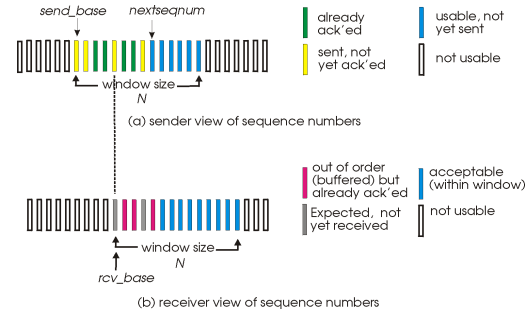 send_base
nextseqnum
already
ack'ed
usable, not
yet sent
sent, not
yet ack'ed
not usable
window size
N
(a) sender view of sequence numbers
out of order
(buffered) but
already ack'ed
acceptable
(within window)
Expected, not
yet received
not usable
window size
N
rcv_base
(b) receiver view of sequence numbers